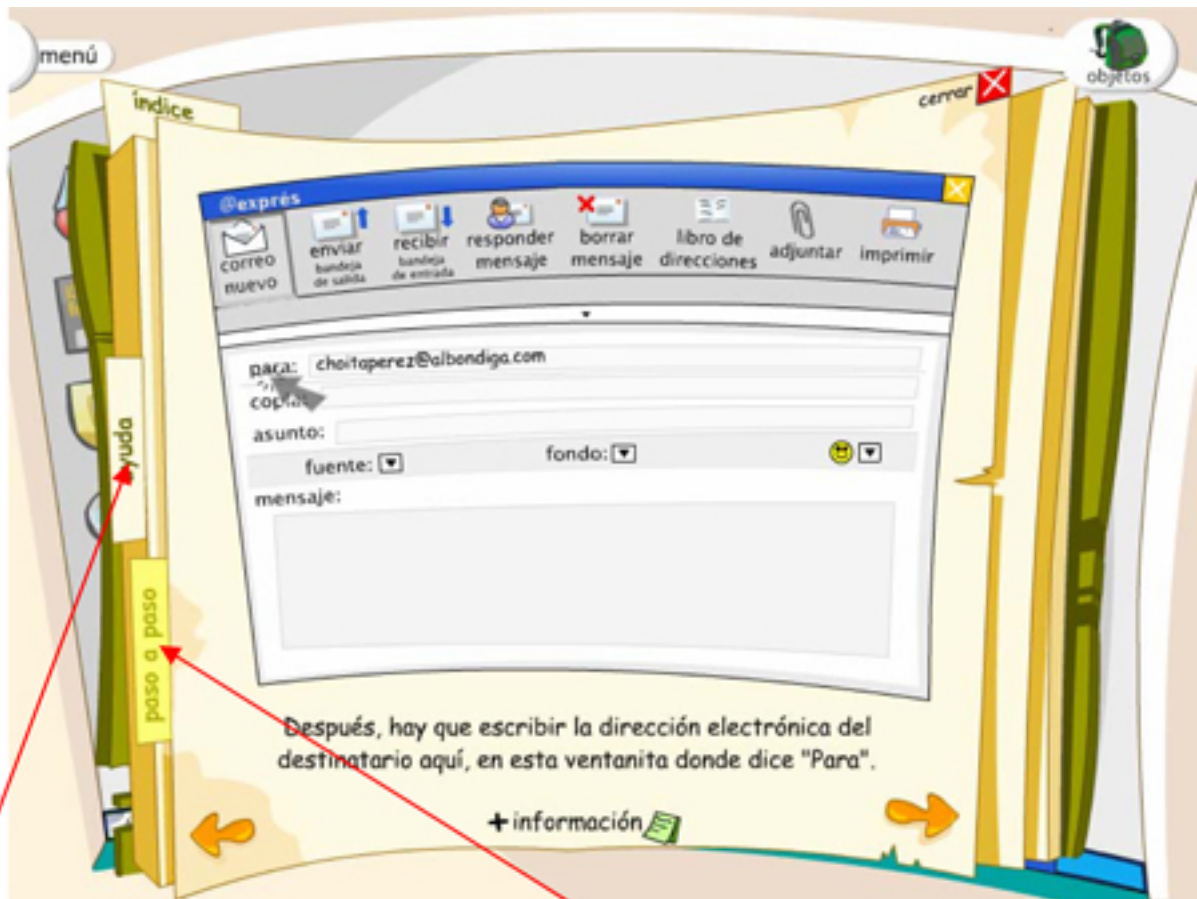 menú
objetos
índice
cerrar
@exprés
correo nuevo
enviar bandeja de salida
recibir bandeja de entrada
responder mensaje
borrar mensaje
libro de direcciones
adjuntar
imprimir
para: choitaperez@albondiga.com
copia:
asunto:
fuente: fondo:
mensaje:
ayuda
paso a paso
Después, hay que escribir la dirección electrónica del
destinatario aquí, en esta ventanita donde dice "Para".
+ información